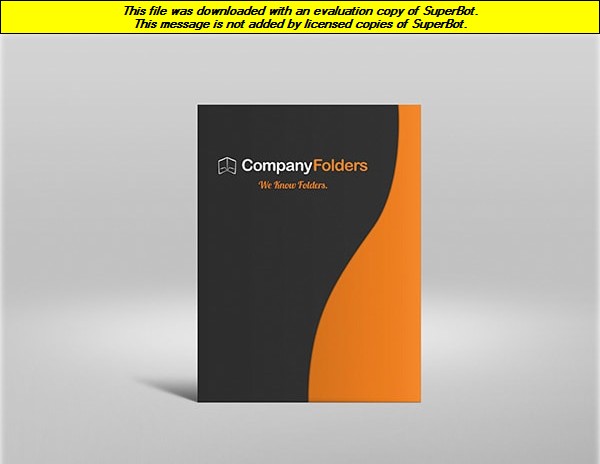 This file was downloaded with an evaluation copy of SuperBot.
This message is not added by licensed copies of SuperBot.
CompanyFolders
We Know Folders.